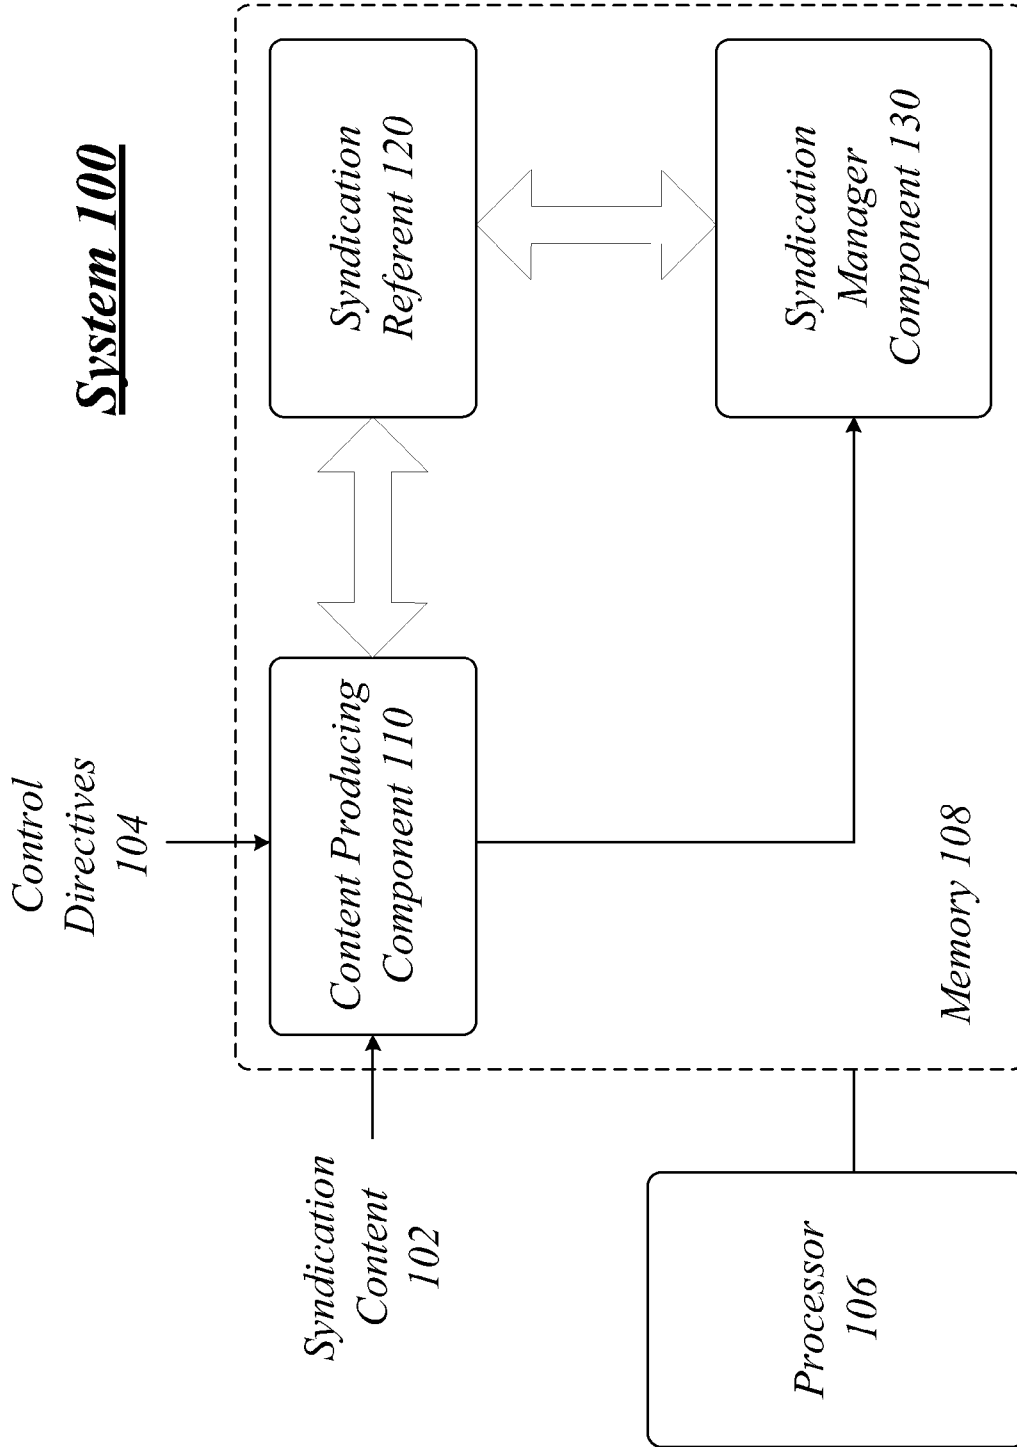 System 100
Control
Directives
104
Syndication
Content
102
Content Producing
Component 110
Syndication
Referent 120
Syndication
Manager
Component 130
Memory 108
Processor
106